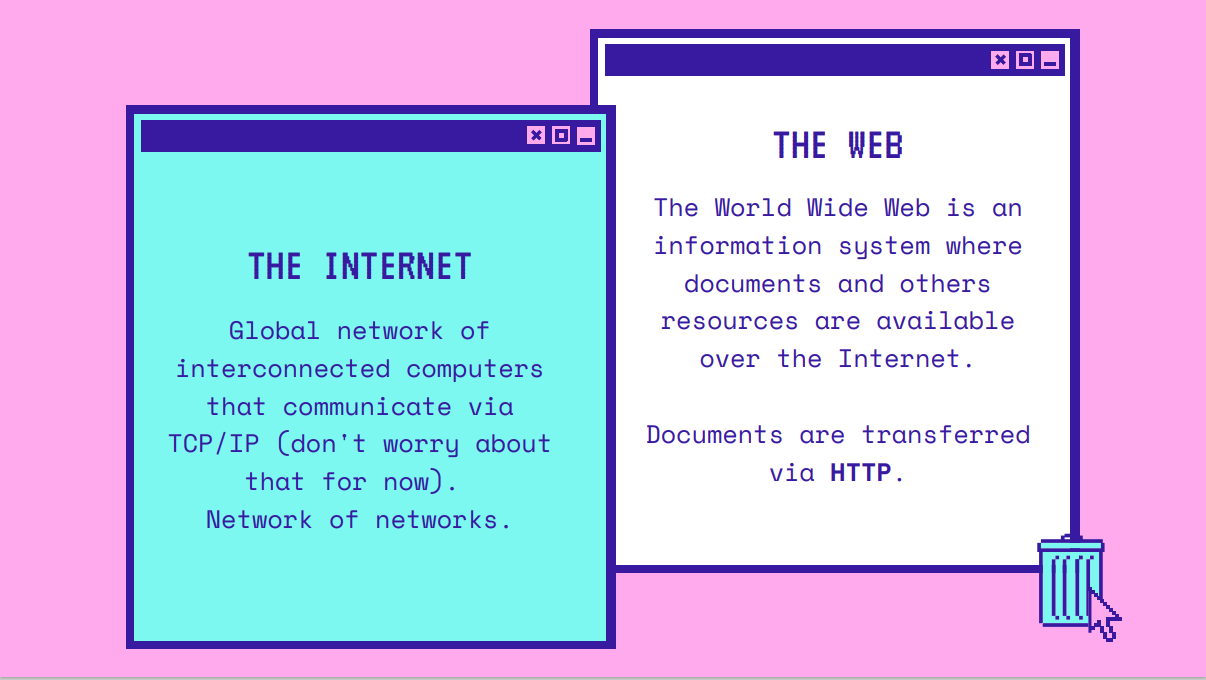 THE INTERNET
Global network of
interconnected computers
that communicate via
TCP/IP (don't worry about
that for now).
Network of networks.
THE WEB
The World Wide Web is an
information system where
documents and others
resources are available
over the Internet.
Documents are transferred
via HTTP.